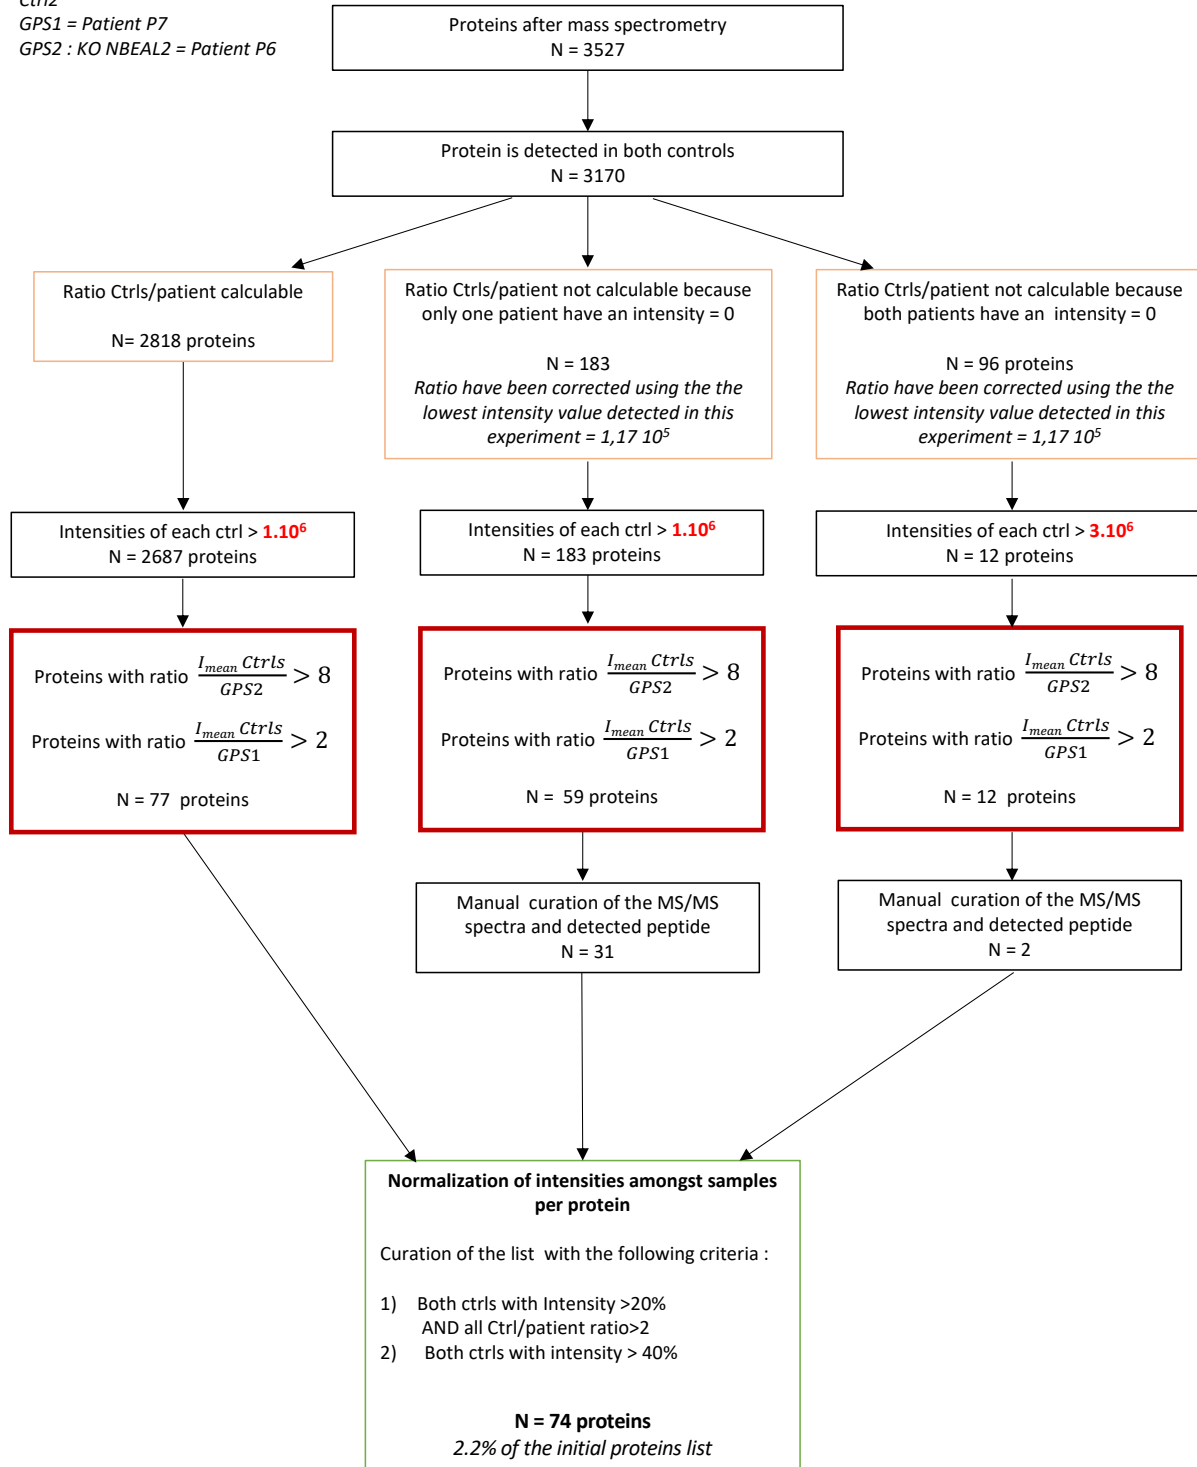 Ctrl2
GPS1 = Patient P7
GPS2 : KO NBEAL2 = Patient P6
Proteins after mass spectrometry
N = 3527
Protein is detected in both controls
N = 3170
Ratio Ctrls/patient calculable
N= 2818 proteins
Ratio Ctrls/patient not calculable because
only one patient have an intensity = 0
N = 183
Ratio have been corrected using the the
lowest intensity value detected in this
experiment = 1,17 10⁵
Ratio Ctrls/patient not calculable because
both patients have an intensity = 0
N = 96 proteins
Ratio have been corrected using the the
lowest intensity value detected in this
experiment = 1,17 10⁵
Intensities of each ctrl > 1.10⁶
N = 2687 proteins
Intensities of each ctrl > 1.10⁶
N = 183 proteins
Intensities of each ctrl > 3.10⁶
N = 12 proteins
Proteins with ratio I_mean Ctrls / GPS2 > 8
Proteins with ratio I_mean Ctrls / GPS1 > 2
N = 77 proteins
Proteins with ratio I_mean Ctrls / GPS2 > 8
Proteins with ratio I_mean Ctrls / GPS1 > 2
N = 59 proteins
Proteins with ratio I_mean Ctrls / GPS2 > 8
Proteins with ratio I_mean Ctrls / GPS1 > 2
N = 12 proteins
Manual curation of the MS/MS
spectra and detected peptide
N = 31
Manual curation of the MS/MS
spectra and detected peptide
N = 2
Normalization of intensities amongst samples
per protein
Curation of the list with the following criteria :
1) Both ctrls with Intensity >20%
AND all Ctrl/patient ratio>2
2) Both ctrls with intensity > 40%
N = 74 proteins
2.2% of the initial proteins list